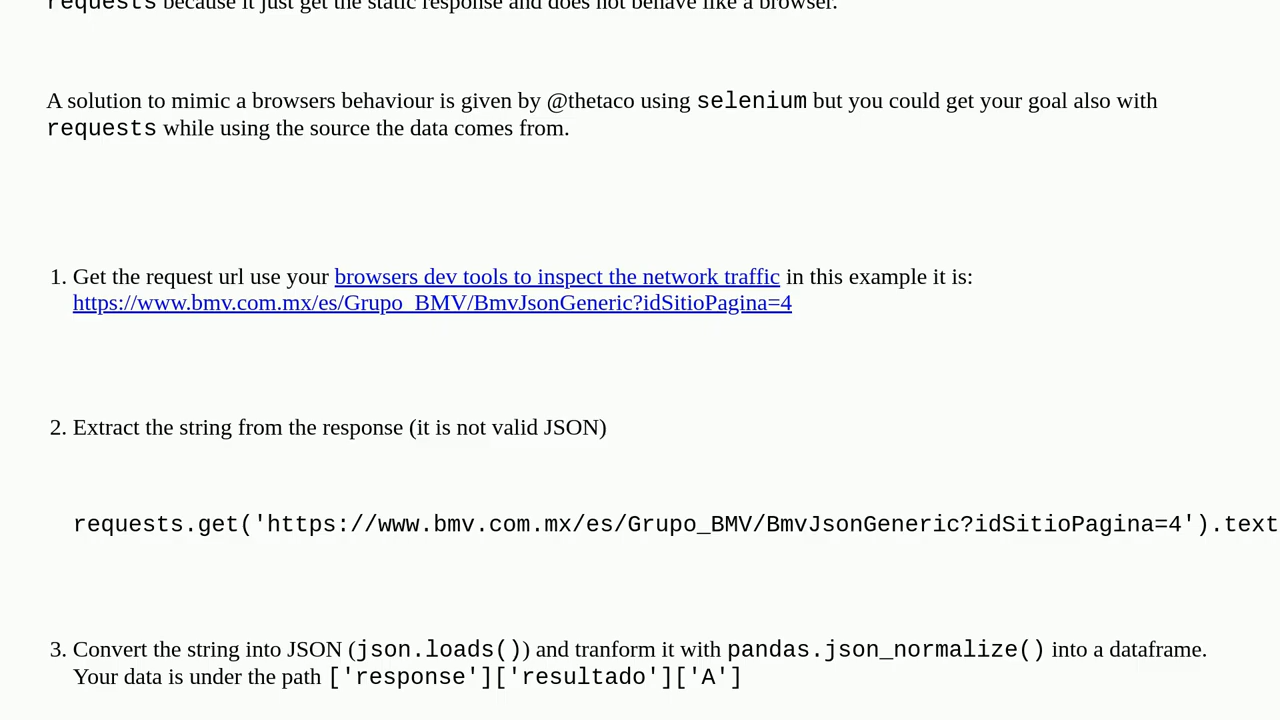 requests because it just get the static response and does not behave like a browser.
A solution to mimic a browsers behaviour is given by @thetaco using selenium but you could get your goal also with
requests while using the source the data comes from.
1. Get the request url use your browsers dev tools to inspect the network traffic in this example it is:
https://www.bmv.com.mx/es/Grupo_BMV/BmvJsonGeneric?idSitioPagina=4
2. Extract the string from the response (it is not valid JSON)
requests.get('https://www.bmv.com.mx/es/Grupo_BMV/BmvJsonGeneric?idSitioPagina=4').text
3. Convert the string into JSON (json.loads()) and tranform it with pandas.json_normalize() into a dataframe.
Your data is under the path ['response']['resultado']['A']